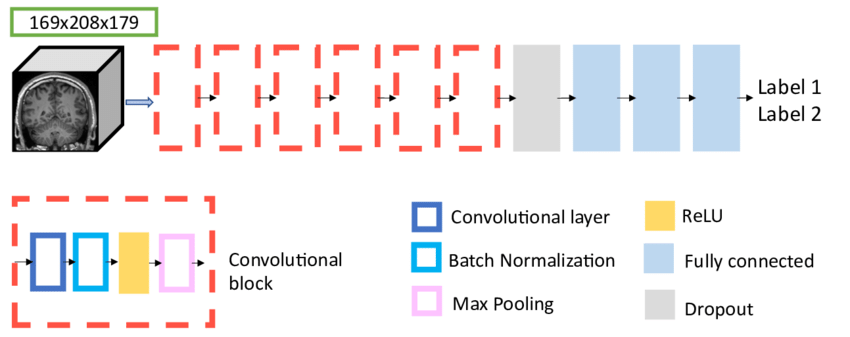 169x208x179
Label 1
Label 2
Convolutional
block
Convolutional layer
Batch Normalization
Max Pooling
ReLU
Fully connected
Dropout